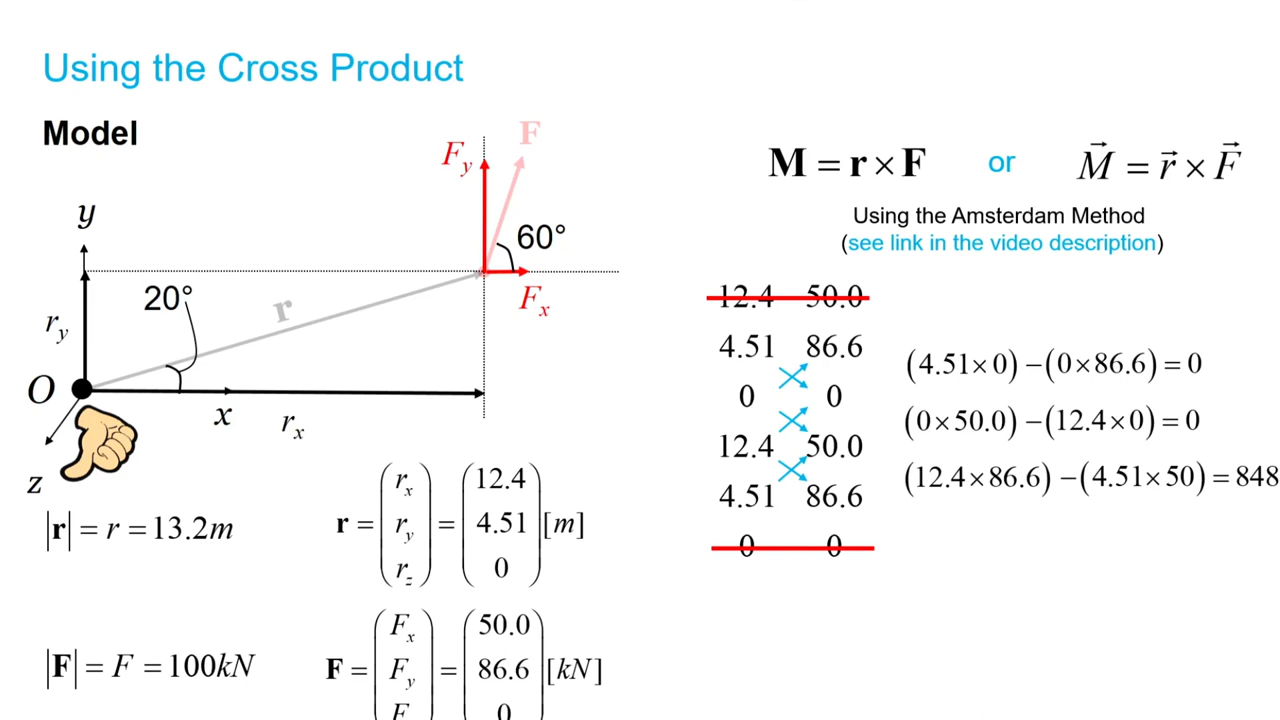 Using the Cross Product
Model
F
F_y
60°
F_x
y
20°
r
r_y
O
x
r_x
z
|r| = r = 13.2m
r = (r_x r_y r_z) = (12.4 4.51 0) [m]
|F| = F = 100kN
F = (F_x F_y F) = (50.0 86.6 0) [kN]
M = r × F or M⃗ = r⃗ × F⃗
Using the Amsterdam Method
(see link in the video description)
12.4 50.0
4.51 86.6
0 0
12.4 50.0
4.51 86.6
0 0
(4.51×0) − (0×86.6) = 0
(0×50.0) − (12.4×0) = 0
(12.4×86.6) − (4.51×50) = 848